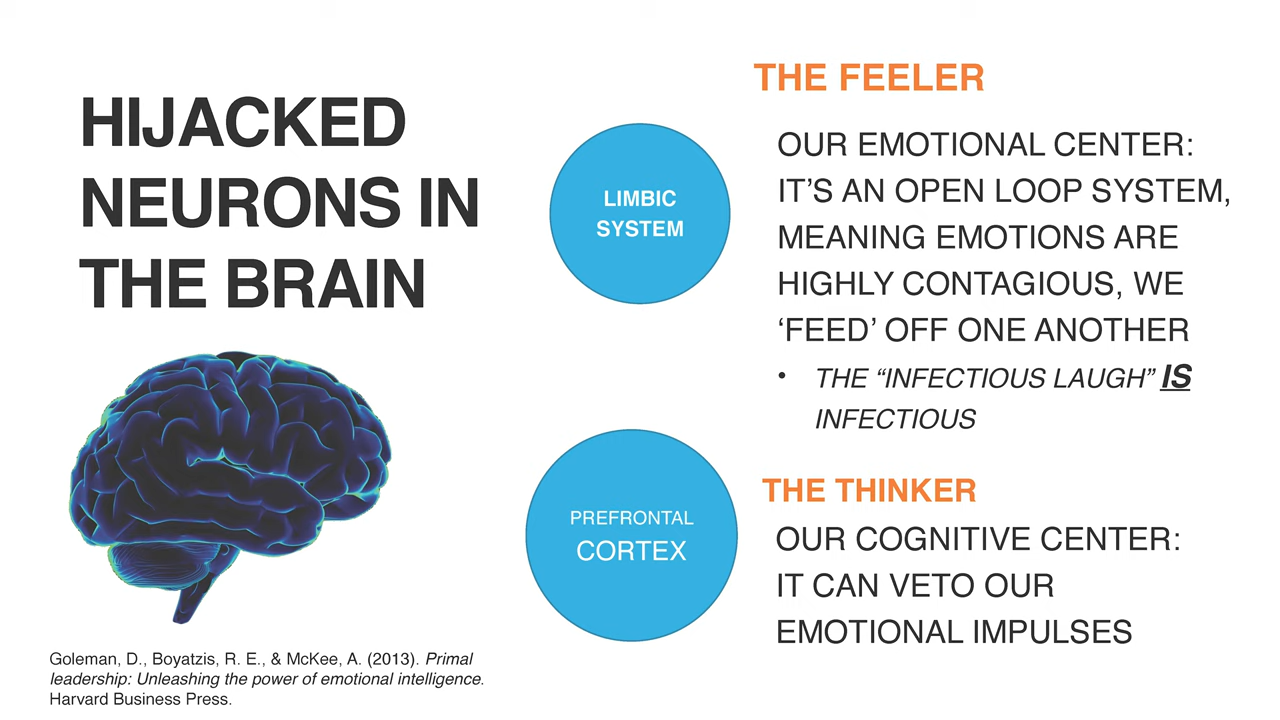 HIJACKED
NEURONS IN
THE BRAIN
Goleman, D., Boyatzis, R. E., & McKee, A. (2013). Primal
leadership: Unleashing the power of emotional intelligence.
Harvard Business Press.
LIMBIC
SYSTEM
THE FEELER
OUR EMOTIONAL CENTER:
IT’S AN OPEN LOOP SYSTEM,
MEANING EMOTIONS ARE
HIGHLY CONTAGIOUS, WE
‘FEED’ OFF ONE ANOTHER
• THE “INFECTIOUS LAUGH” IS
INFECTIOUS
PREFRONTAL
CORTEX
THE THINKER
OUR COGNITIVE CENTER:
IT CAN VETO OUR
EMOTIONAL IMPULSES